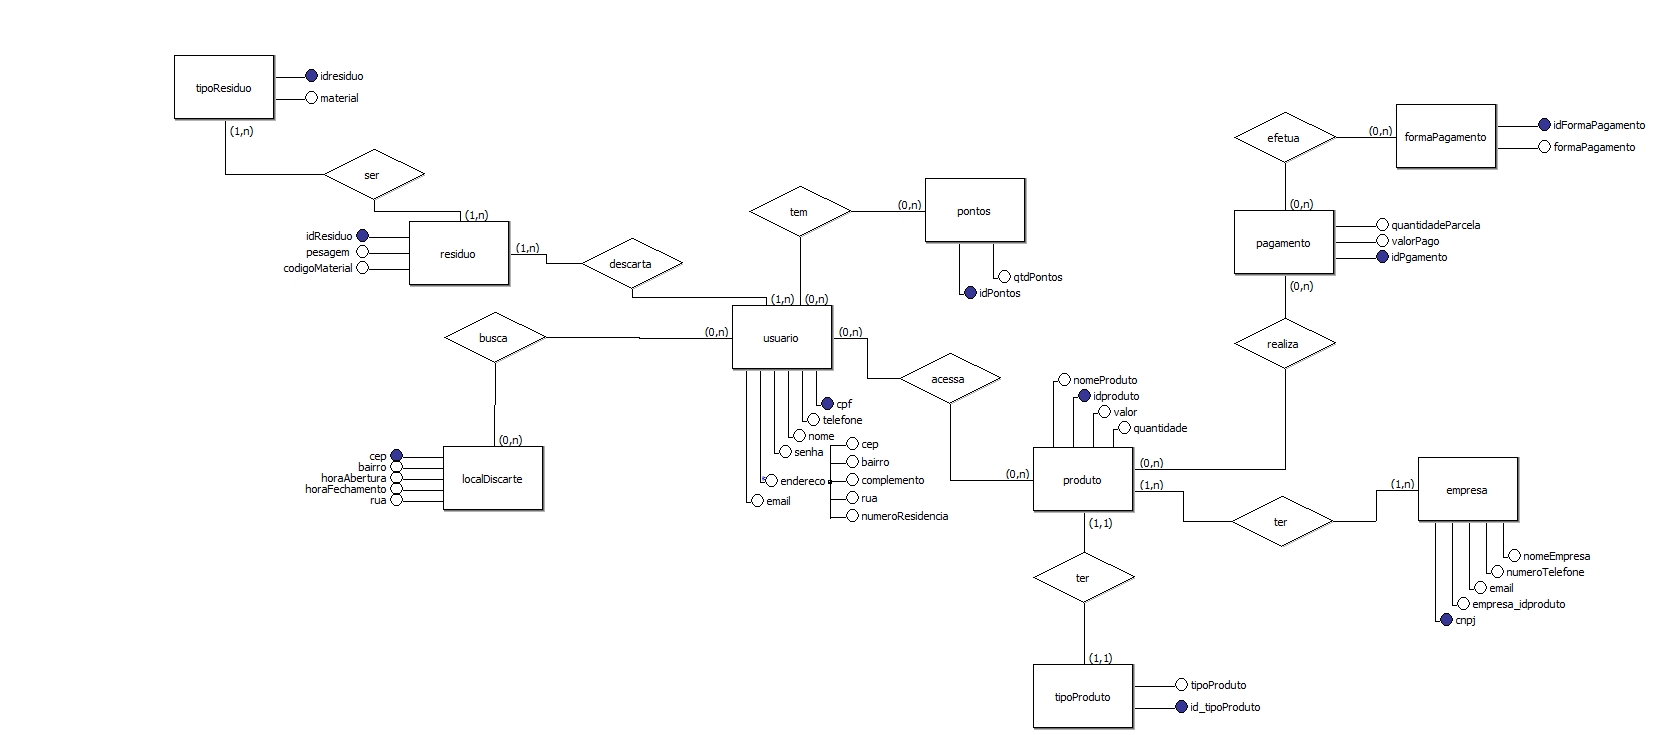 tipoResiduo
idresiduo
material
(1,n)
ser
(1,n)
idResiduo
pesagem
codigoMaterial
residuo
(1,n)
descarta
tem
(0,n)
pontos
qtdPontos
idPontos
(1,n)
(0,n)
busca
(0,n)
usuario
(0,n)
acessa
cpf
telefone
nome
senha
endereco
email
cep
bairro
complemento
rua
numeroResidencia
(0,n)
cep
bairro
horaAbertura
horaFechamento
rua
localDiscarte
efetua
(0,n)
formaPagamento
idFormaPagamento
formaPagamento
(0,n)
pagamento
quantidadeParcela
valorPago
idPgamento
(0,n)
realiza
nomeProduto
idproduto
valor
quantidade
(0,n)
produto
(0,n)
(1,n)
ter
(1,n)
empresa
nomeEmpresa
numeroTelefone
email
empresa_idproduto
cnpj
(1,1)
ter
(1,1)
tipoProduto
tipoProduto
id_tipoProduto